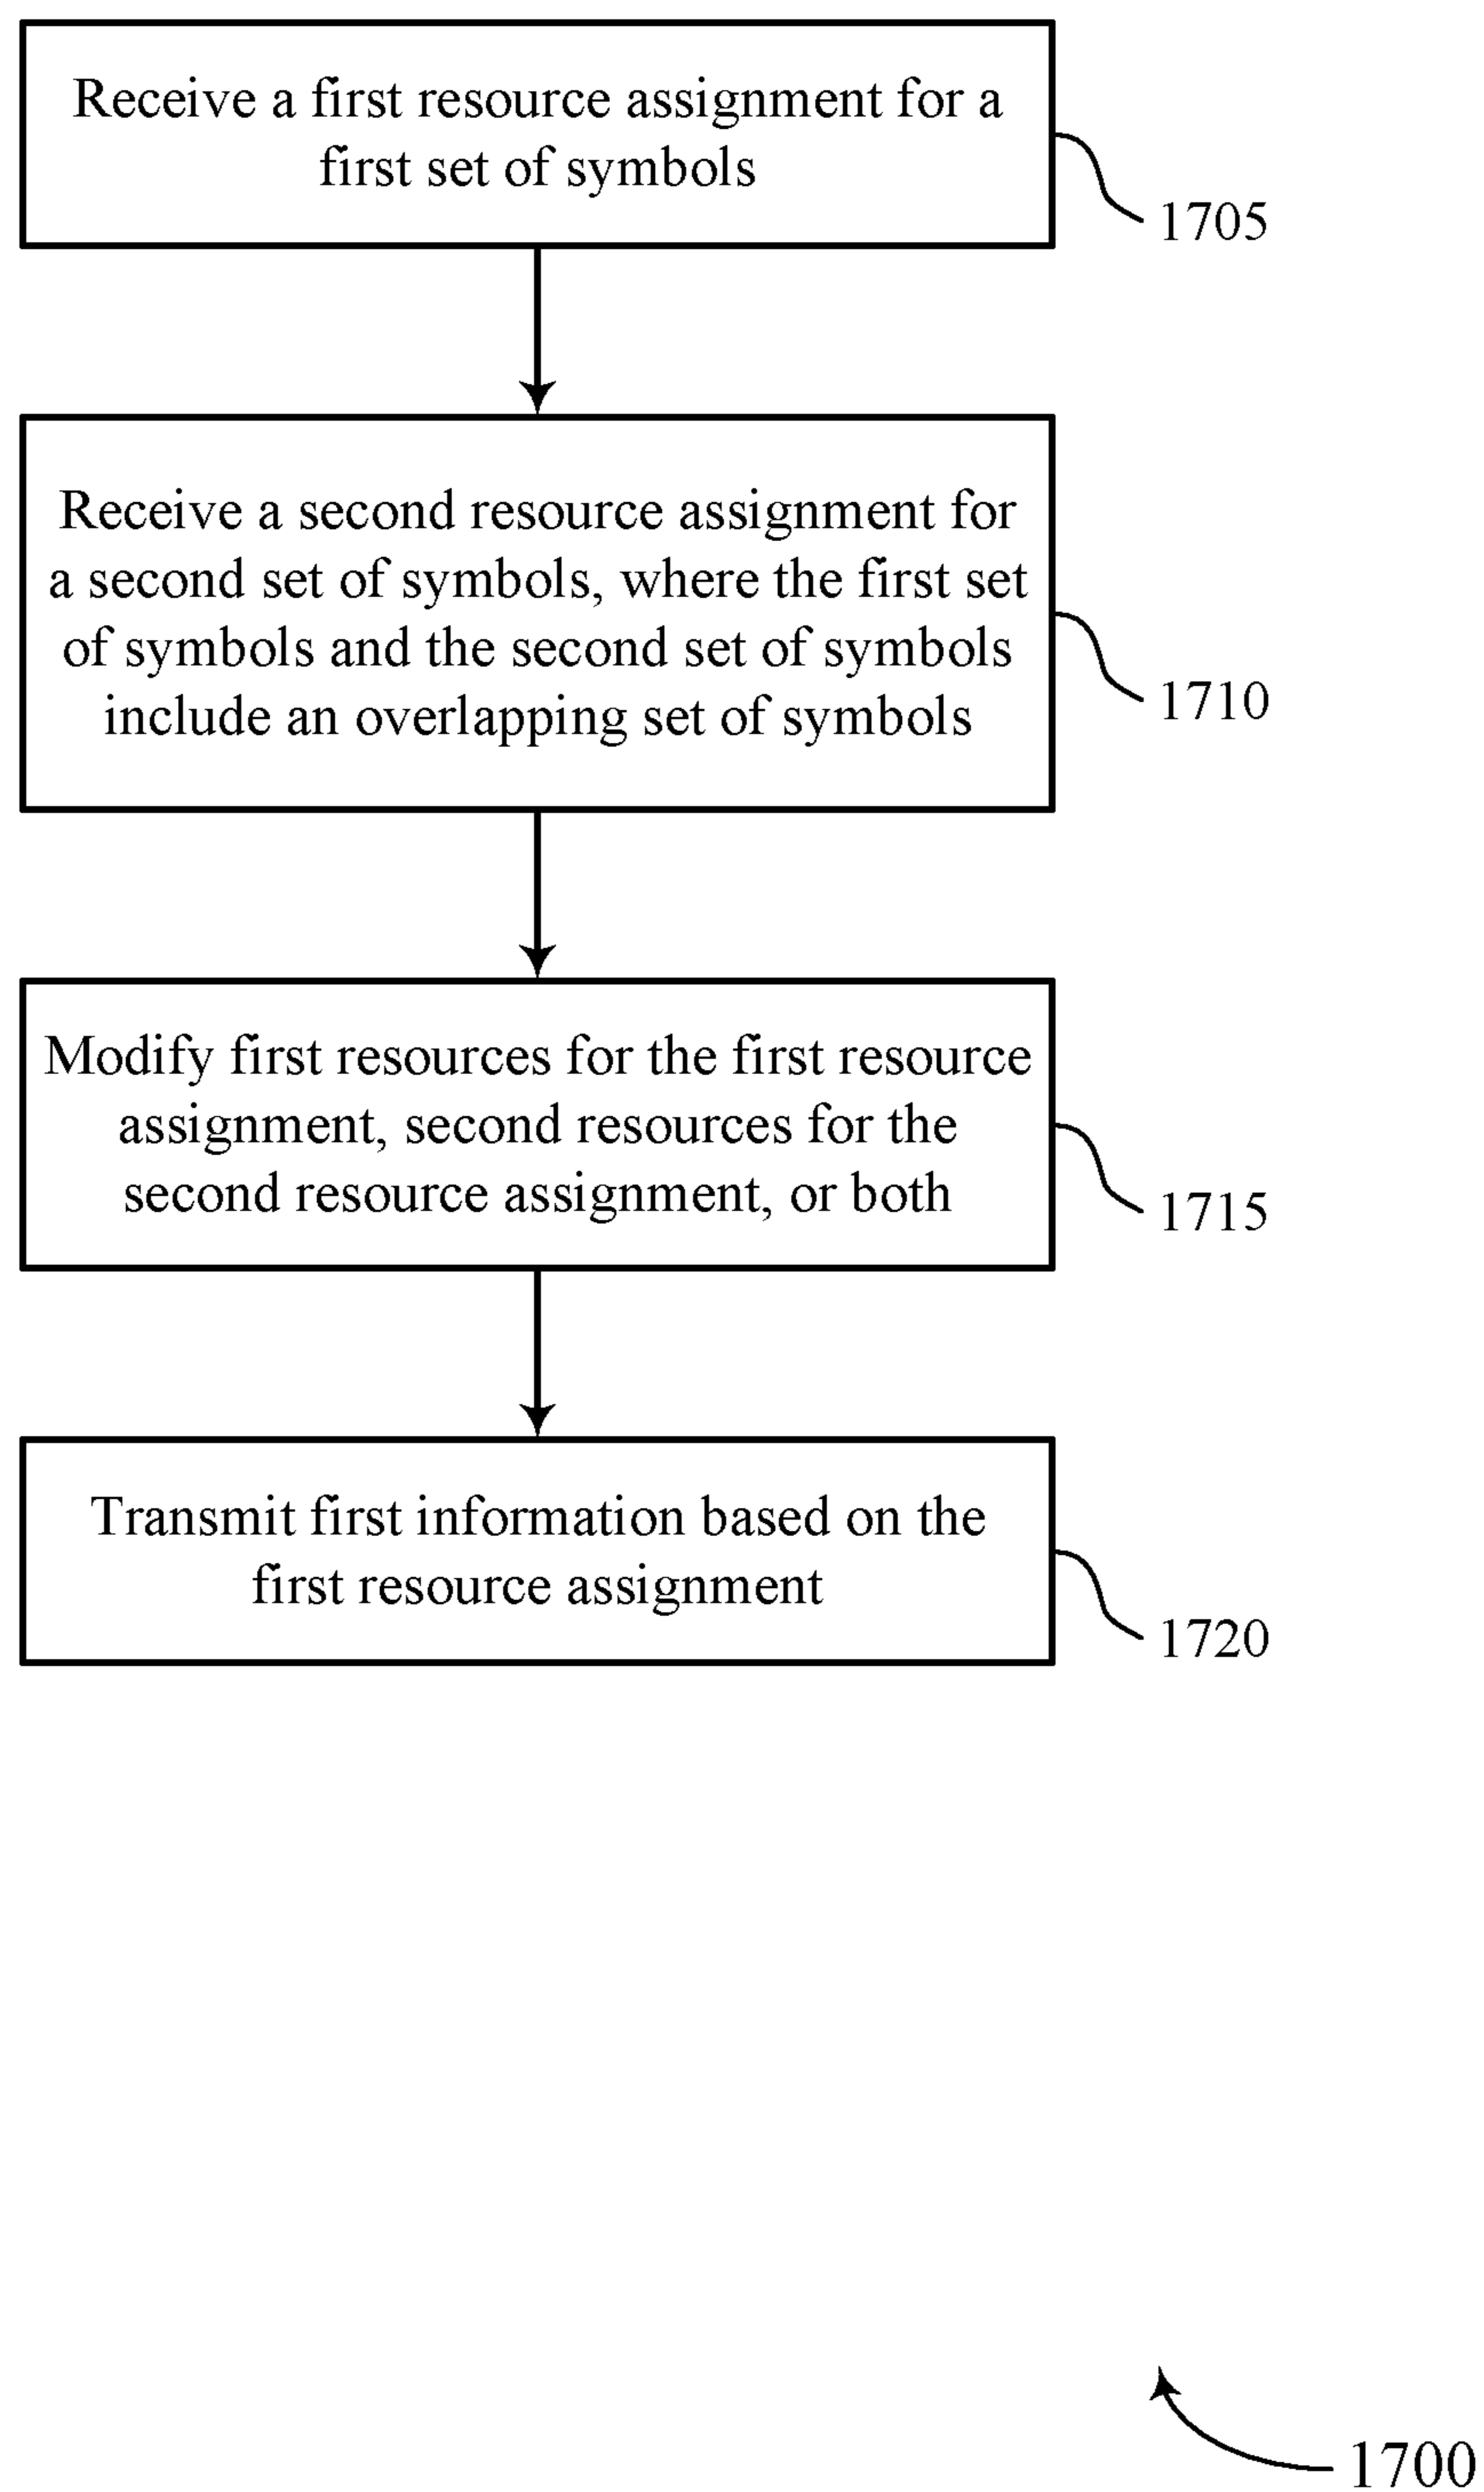 Receive a first resource assignment for a
first set of symbols
1705
Receive a second resource assignment for
a second set of symbols, where the first set
of symbols and the second set of symbols
include an overlapping set of symbols
1710
Modify first resources for the first resource
assignment, second resources for the
second resource assignment, or both
1715
Transmit first information based on the
first resource assignment
1720
1700